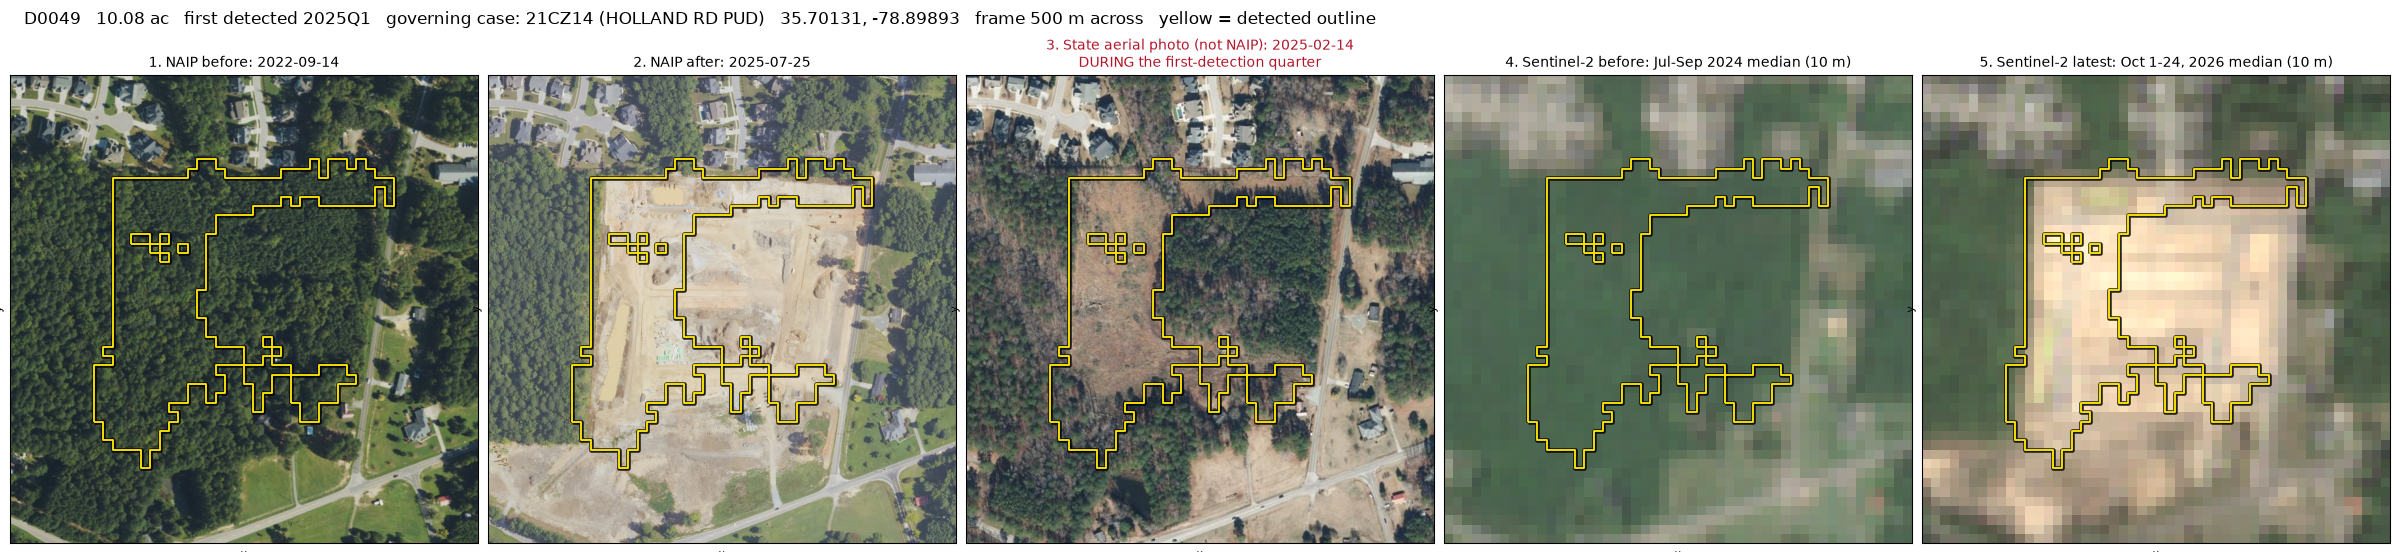 D0049   10.08 ac   first detected 2025Q1   governing case: 21CZ14 (HOLLAND RD PUD)   35.70131, -78.89893   frame 500 m across   yellow = detected outline
1. NAIP before: 2022-09-14
2. NAIP after: 2025-07-25
3. State aerial photo (not NAIP): 2025-02-14
DURING the first-detection quarter
4. Sentinel-2 before: Jul-Sep 2024 median (10 m)
5. Sentinel-2 latest: Oct 1-24, 2026 median (10 m)